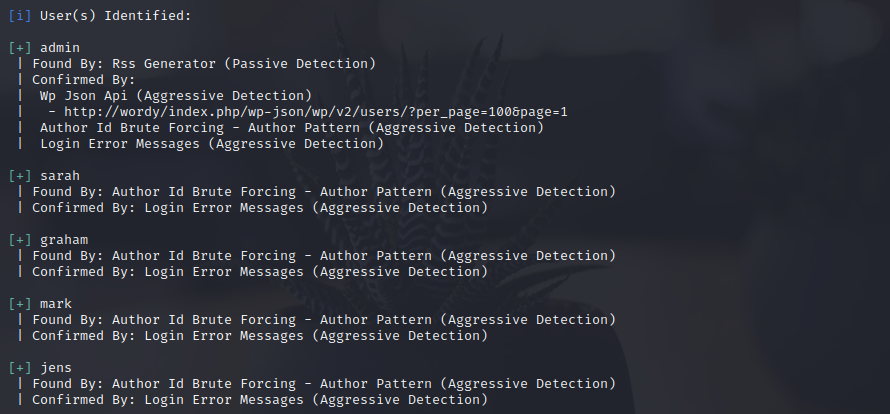 [i] User(s) Identified:

[+] admin
 | Found By: Rss Generator (Passive Detection)
 | Confirmed By:
 |  Wp Json Api (Aggressive Detection)
 |   - http://wordy/index.php/wp-json/wp/v2/users/?per_page=100&page=1
 |  Author Id Brute Forcing - Author Pattern (Aggressive Detection)
 |  Login Error Messages (Aggressive Detection)

[+] sarah
 | Found By: Author Id Brute Forcing - Author Pattern (Aggressive Detection)
 | Confirmed By: Login Error Messages (Aggressive Detection)

[+] graham
 | Found By: Author Id Brute Forcing - Author Pattern (Aggressive Detection)
 | Confirmed By: Login Error Messages (Aggressive Detection)

[+] mark
 | Found By: Author Id Brute Forcing - Author Pattern (Aggressive Detection)
 | Confirmed By: Login Error Messages (Aggressive Detection)

[+] jens
 | Found By: Author Id Brute Forcing - Author Pattern (Aggressive Detection)
 | Confirmed By: Login Error Messages (Aggressive Detection)